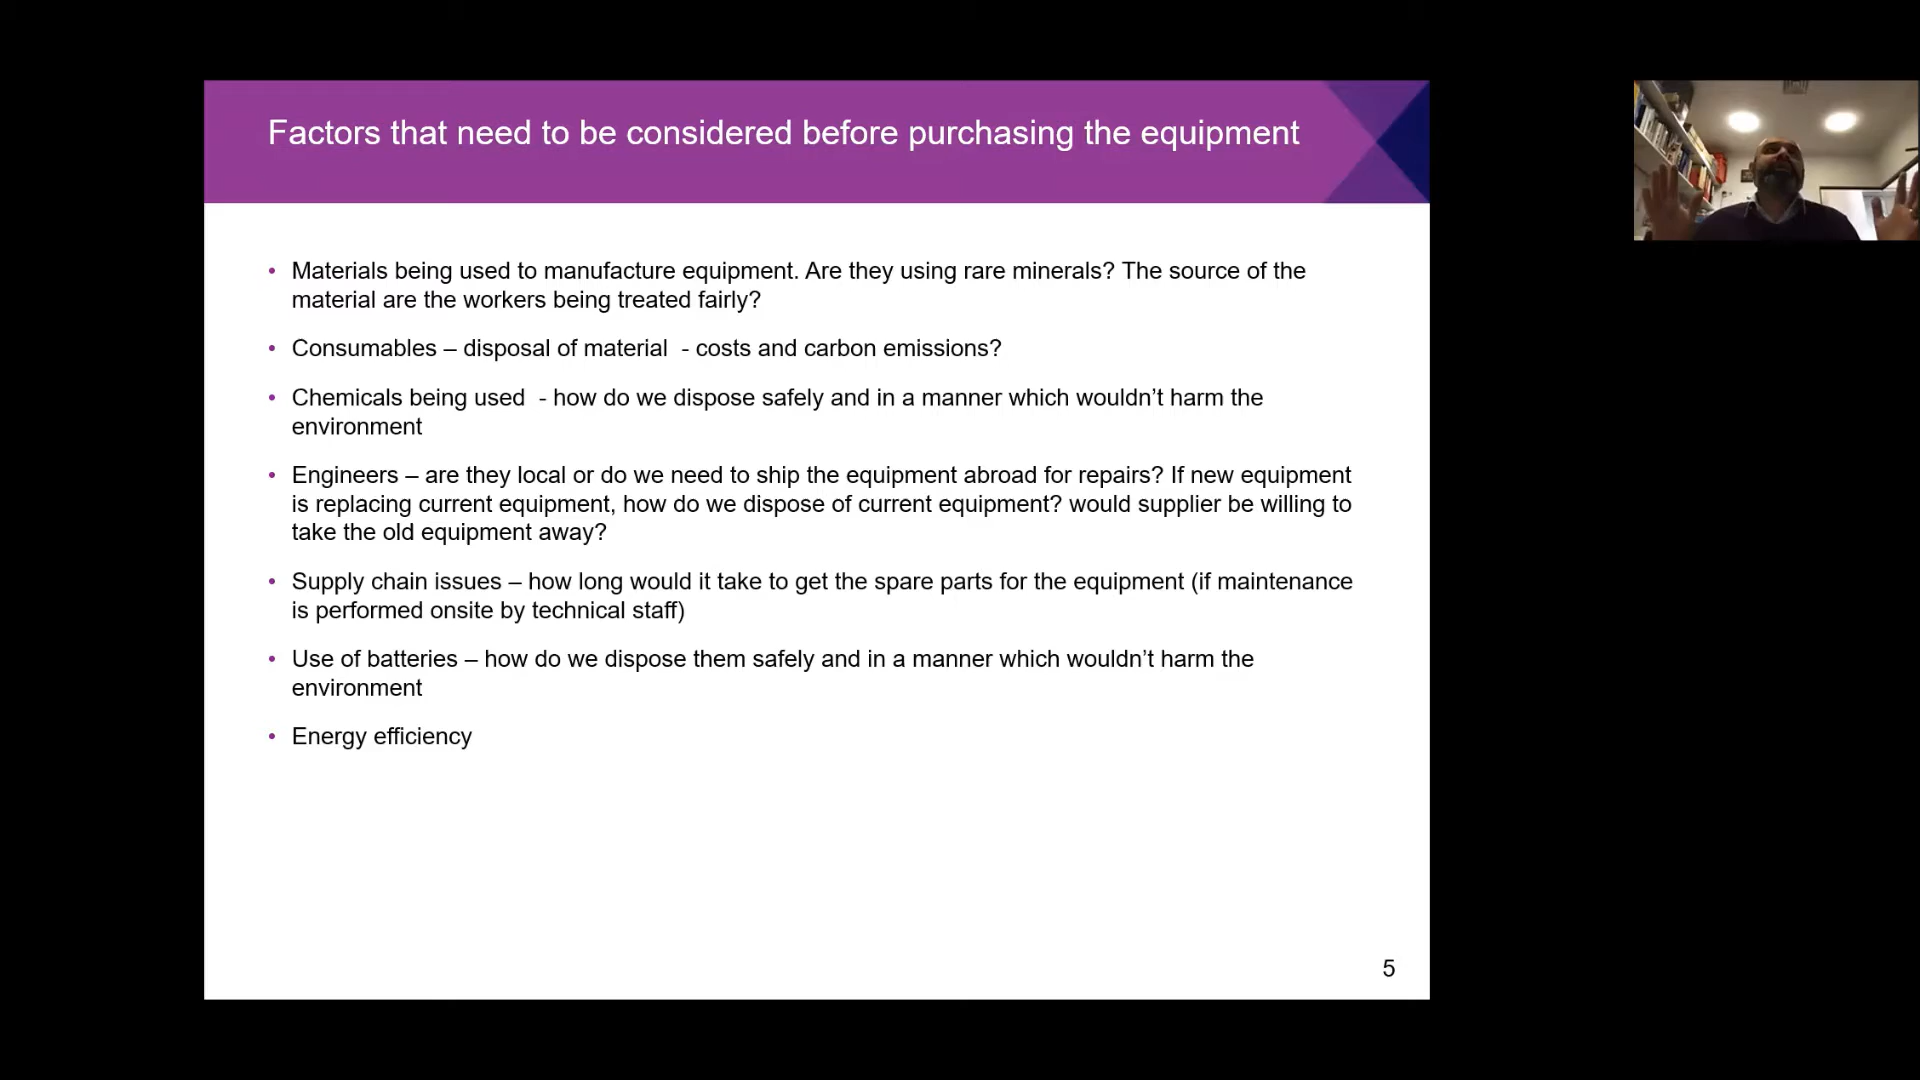 Factors that need to be considered before purchasing the equipment
• Materials being used to manufacture equipment. Are they using rare minerals? The source of the
material are the workers being treated fairly?
• Consumables – disposal of material  - costs and carbon emissions?
• Chemicals being used  - how do we dispose safely and in a manner which wouldn’t harm the
environment
• Engineers – are they local or do we need to ship the equipment abroad for repairs? If new equipment
is replacing current equipment, how do we dispose of current equipment? would supplier be willing to
take the old equipment away?
• Supply chain issues – how long would it take to get the spare parts for the equipment (if maintenance
is performed onsite by technical staff)
• Use of batteries – how do we dispose them safely and in a manner which wouldn’t harm the
environment
• Energy efficiency
5